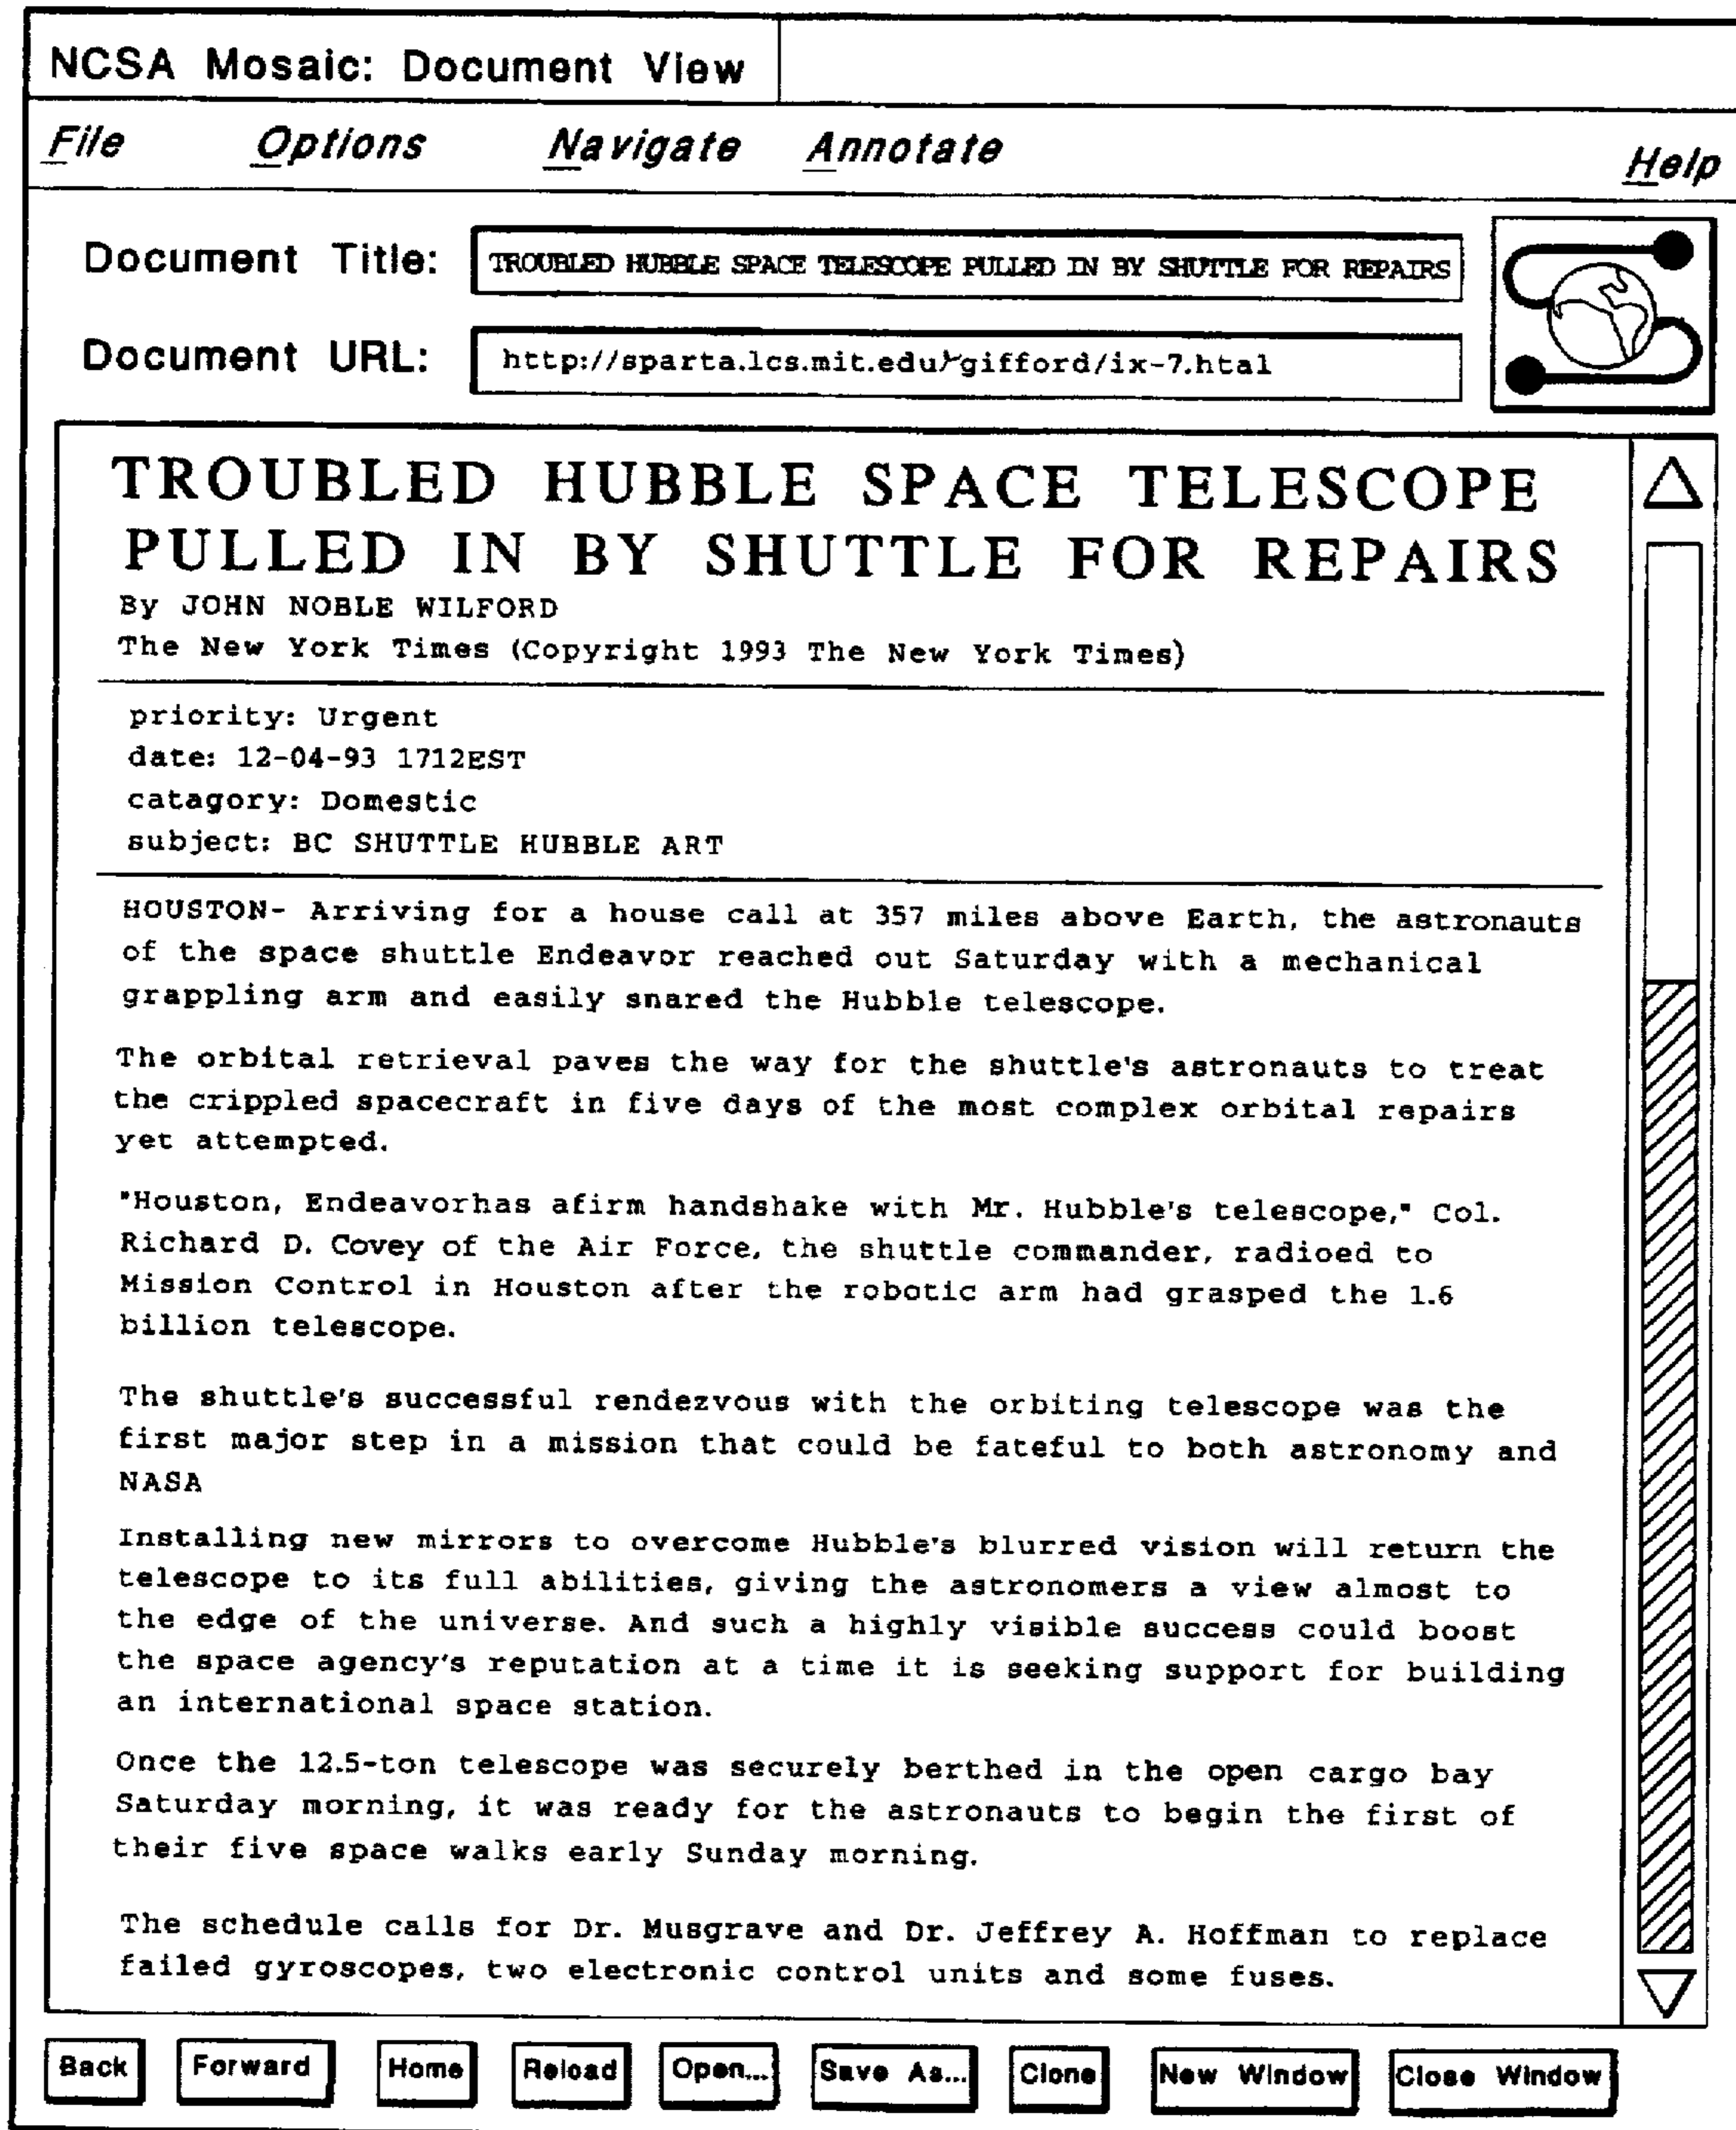 NCSA Mosaic: Document View
File Options Navigate Annotate Help
Document Title: TROUBLED HUBBLE SPACE TELESCOPE PULLED IN BY SHUTTLE FOR REPAIRS
Document URL: http://sparta.lcs.mit.edu/~gifford/ix-7.htal
TROUBLED HUBBLE SPACE TELESCOPE
PULLED IN BY SHUTTLE FOR REPAIRS
By JOHN NOBLE WILFORD
The New York Times (Copyright 1993 The New York Times)
priority: Urgent
date: 12-04-93 1712EST
catagory: Domestic
subject: BC SHUTTLE HUBBLE ART
HOUSTON- Arriving for a house call at 357 miles above Earth, the astronauts
of the space shuttle Endeavor reached out Saturday with a mechanical
grappling arm and easily snared the Hubble telescope.
The orbital retrieval paves the way for the shuttle's astronauts to treat
the crippled spacecraft in five days of the most complex orbital repairs
yet attempted.
"Houston, Endeavorhas afirm handshake with Mr. Hubble's telescope," Col.
Richard D. Covey of the Air Force, the shuttle commander, radioed to
Mission Control in Houston after the robotic arm had grasped the 1.6
billion telescope.
The shuttle's successful rendezvous with the orbiting telescope was the
first major step in a mission that could be fateful to both astronomy and
NASA
Installing new mirrors to overcome Hubble's blurred vision will return the
telescope to its full abilities, giving the astronomers a view almost to
the edge of the universe. And such a highly visible success could boost
the space agency's reputation at a time it is seeking support for building
an international space station.
Once the 12.5-ton telescope was securely berthed in the open cargo bay
Saturday morning, it was ready for the astronauts to begin the first of
their five space walks early Sunday morning.
The schedule calls for Dr. Musgrave and Dr. Jeffrey A. Hoffman to replace
failed gyroscopes, two electronic control units and some fuses.
Back Forward Home Reload Open... Save As... Clone New Window Close Window